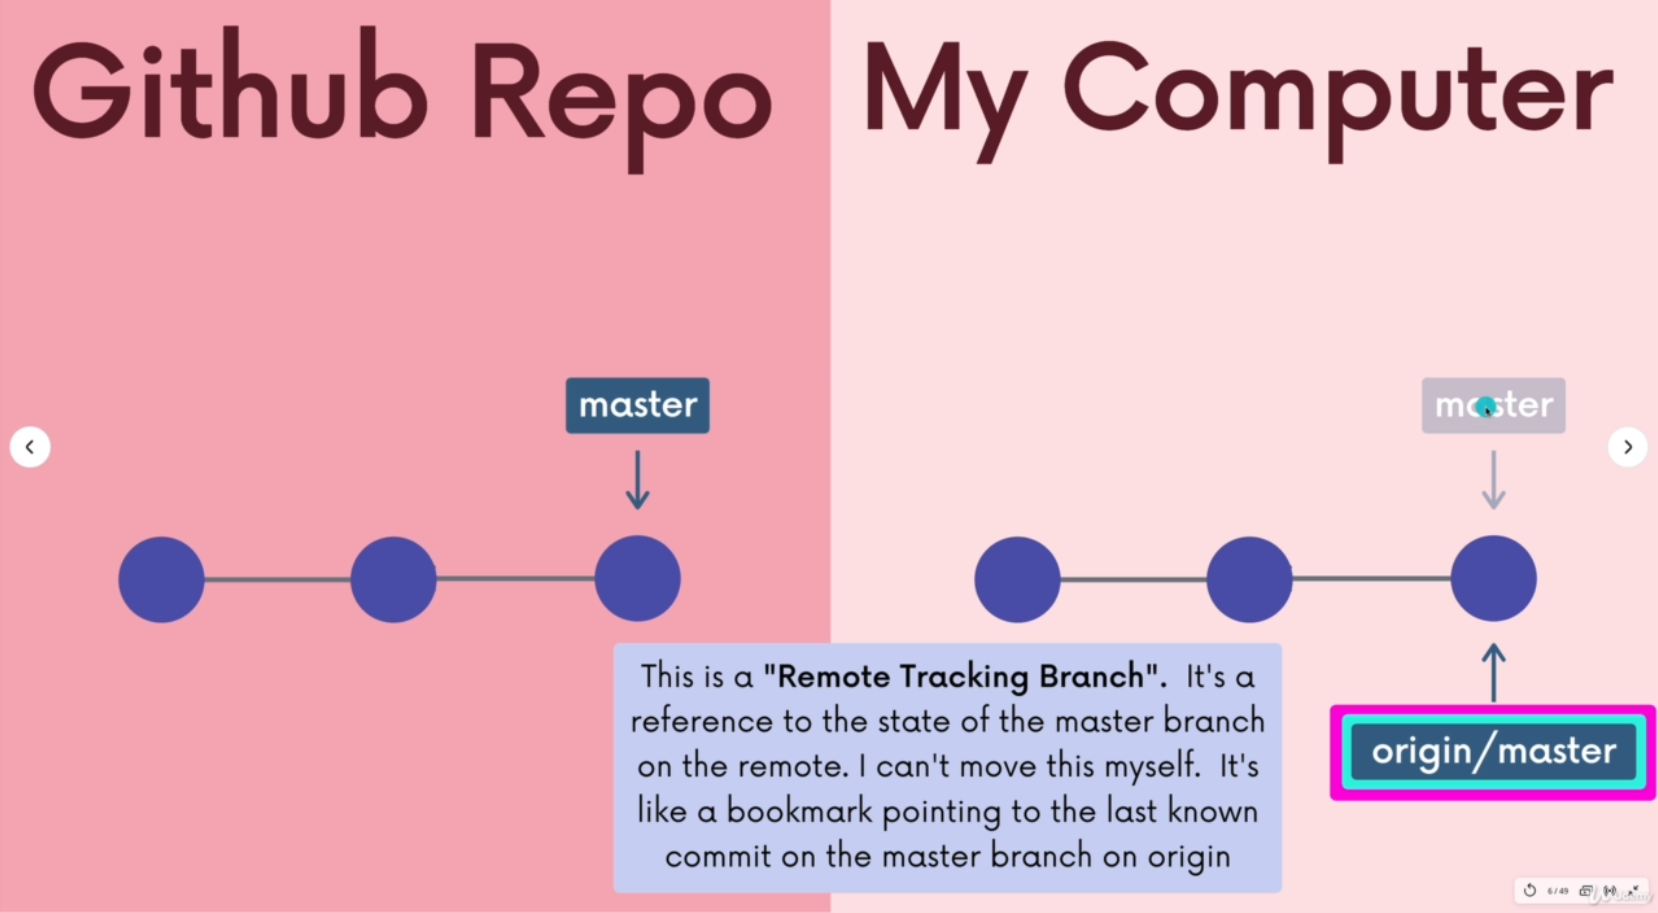 Github Repo
My Computer
master
master
This is a "Remote Tracking Branch". It's a
reference to the state of the master branch
on the remote. I can't move this myself. It's
like a bookmark pointing to the last known
commit on the master branch on origin
origin/master
6 / 49
Udemy